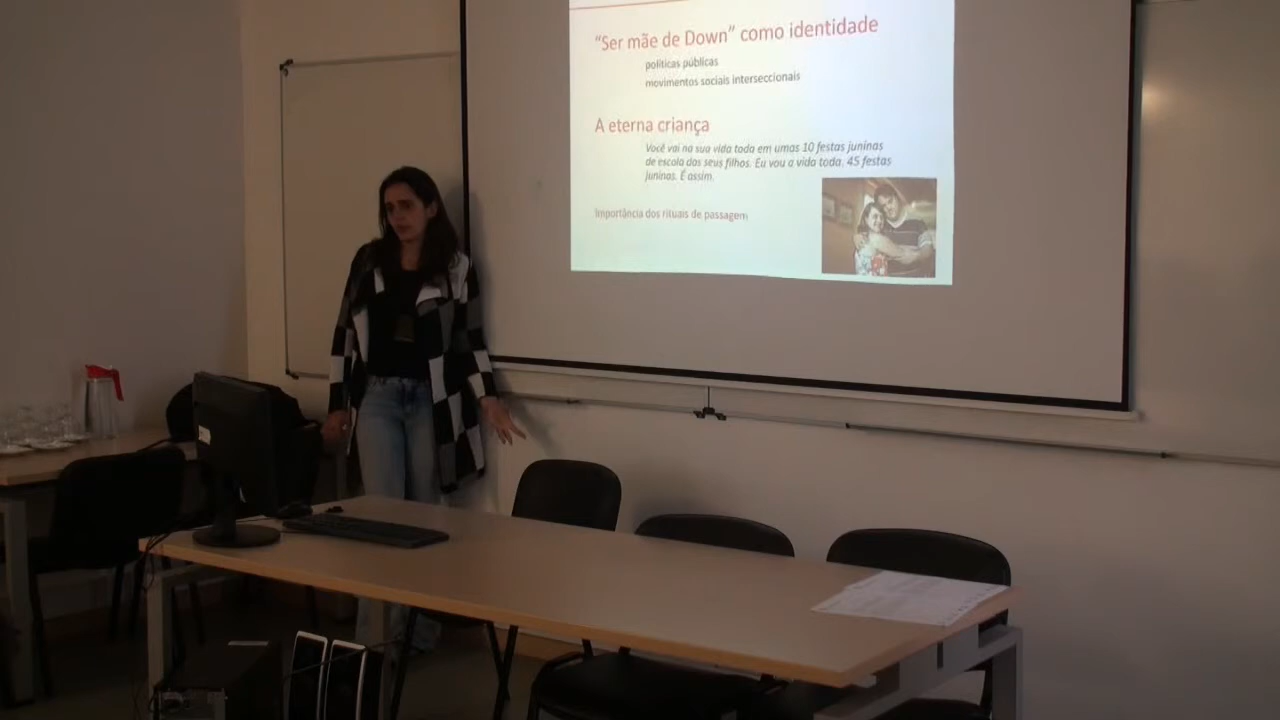 “Ser mãe de Down” como identidade
políticas públicas
movimentos sociais interseccionais
A eterna criança
Você vai na sua vida toda em umas 10 festas juninas
de escola dos seus filhos. Eu vou a vida toda. 45 festas
juninas. É assim.
Importância dos rituais de passagem